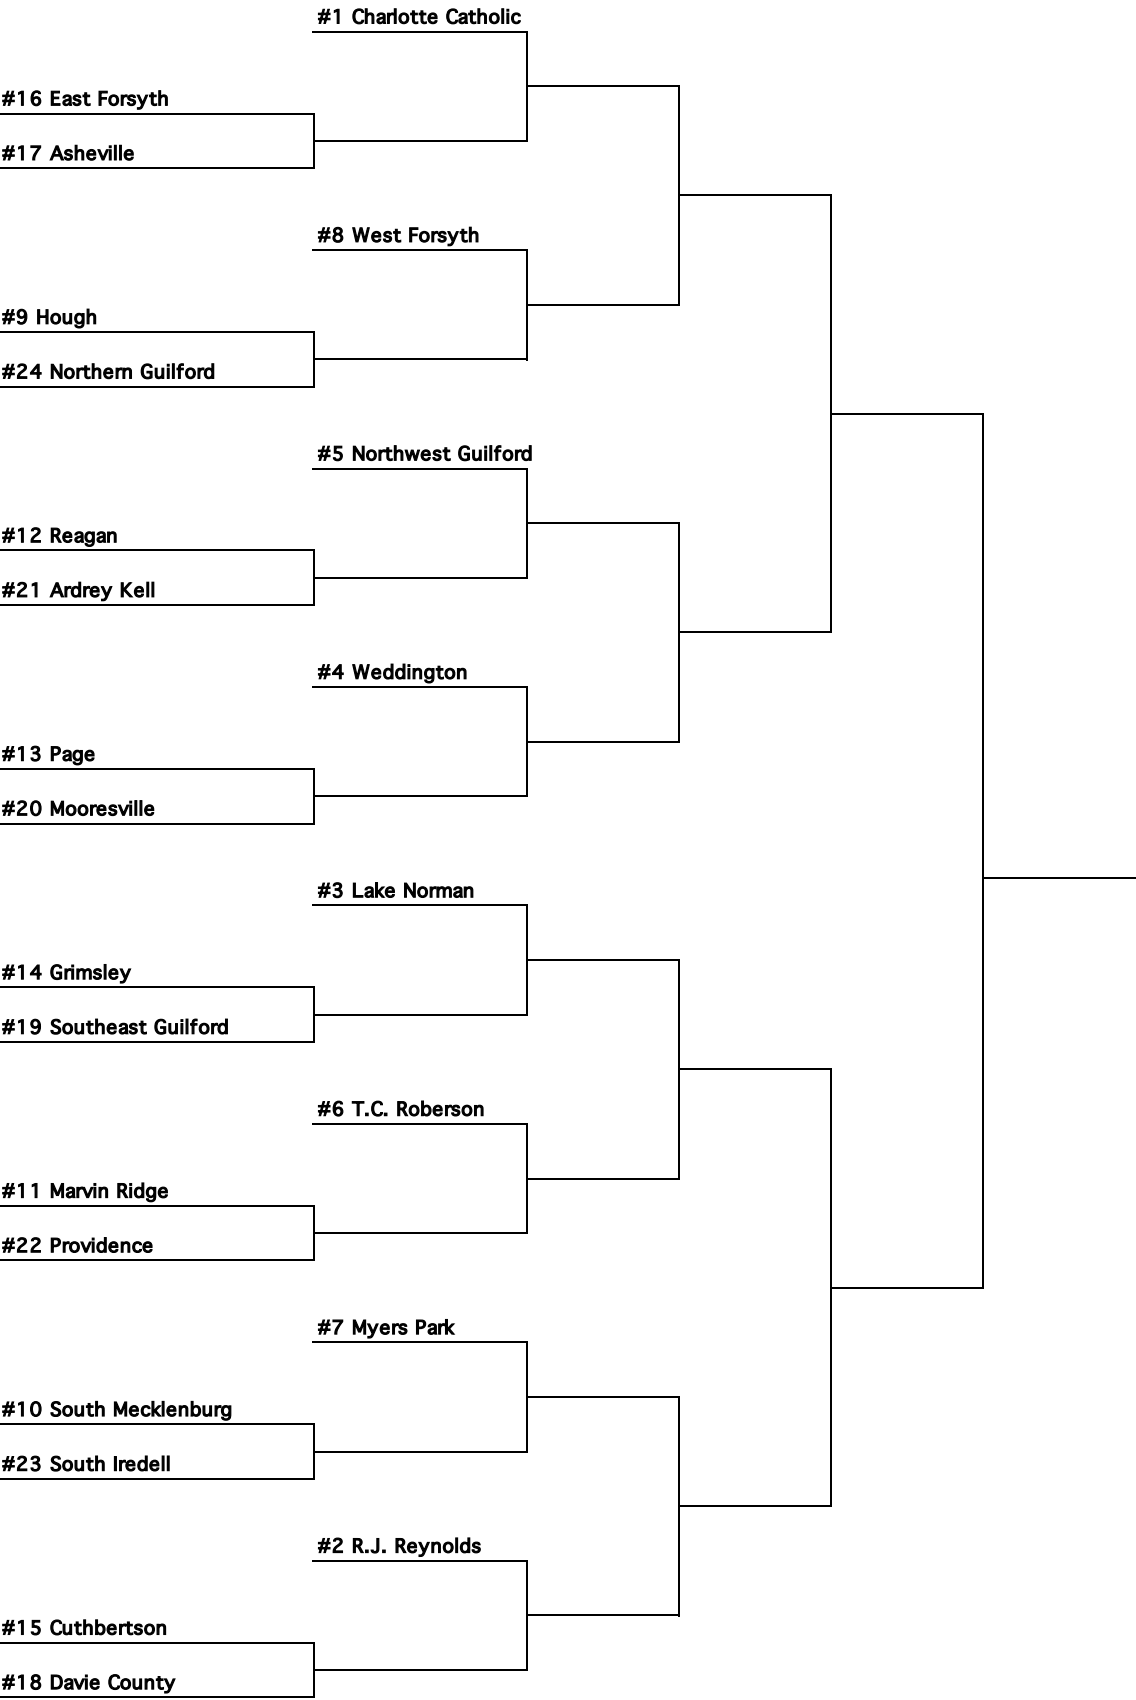 #1 Charlotte Catholic
#16 East Forsyth
#17 Asheville
#8 West Forsyth
#9 Hough
#24 Northern Guilford
#5 Northwest Guilford
#12 Reagan
#21 Ardrey Kell
#4 Weddington
#13 Page
#20 Mooresville
#3 Lake Norman
#14 Grimsley
#19 Southeast Guilford
#6 T.C. Roberson
#11 Marvin Ridge
#22 Providence
#7 Myers Park
#10 South Mecklenburg
#23 South Iredell
#2 R.J. Reynolds
#15 Cuthbertson
#18 Davie County